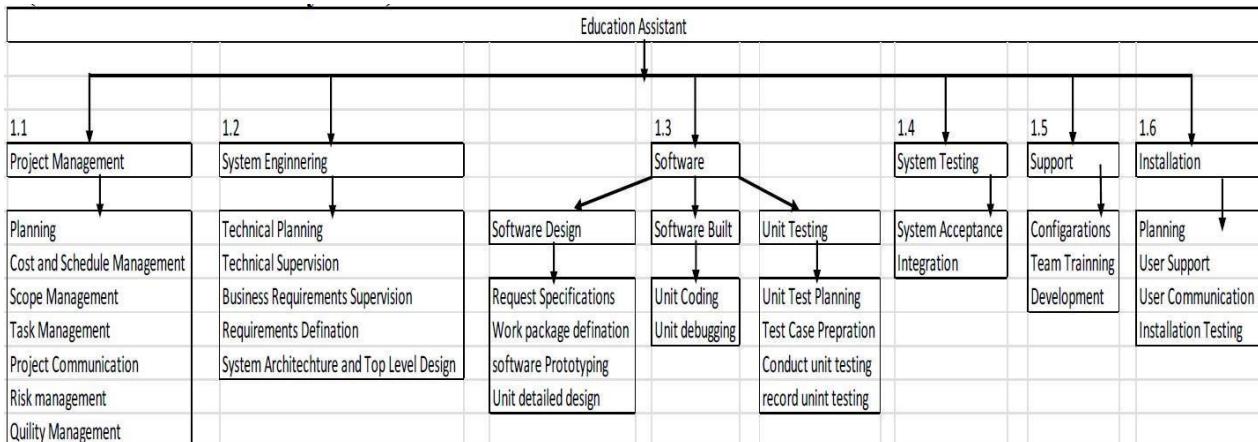 Education Assistant
1.1
1.2
1.3
1.4
1.5
1.6
Project Management
System Enginnering
Software
System Testing
Support
Installation
Planning
Cost and Schedule Management
Scope Management
Task Management
Project Communication
Risk management
Quility Management
Technical Planning
Technical Supervision
Business Requirements Supervision
Requirements Defination
System Architechture and Top Level Design
Software Design
Request Specifications
Work package defination
software Prototyping
Unit detailed design
Software Built
Unit Coding
Unit debugging
Unit Testing
Unit Test Planning
Test Case Prepration
Conduct unit testing
record unint testing
System Acceptance
Integration
Configarations
Team Trainning
Development
Planning
User Support
User Communication
Installation Testing